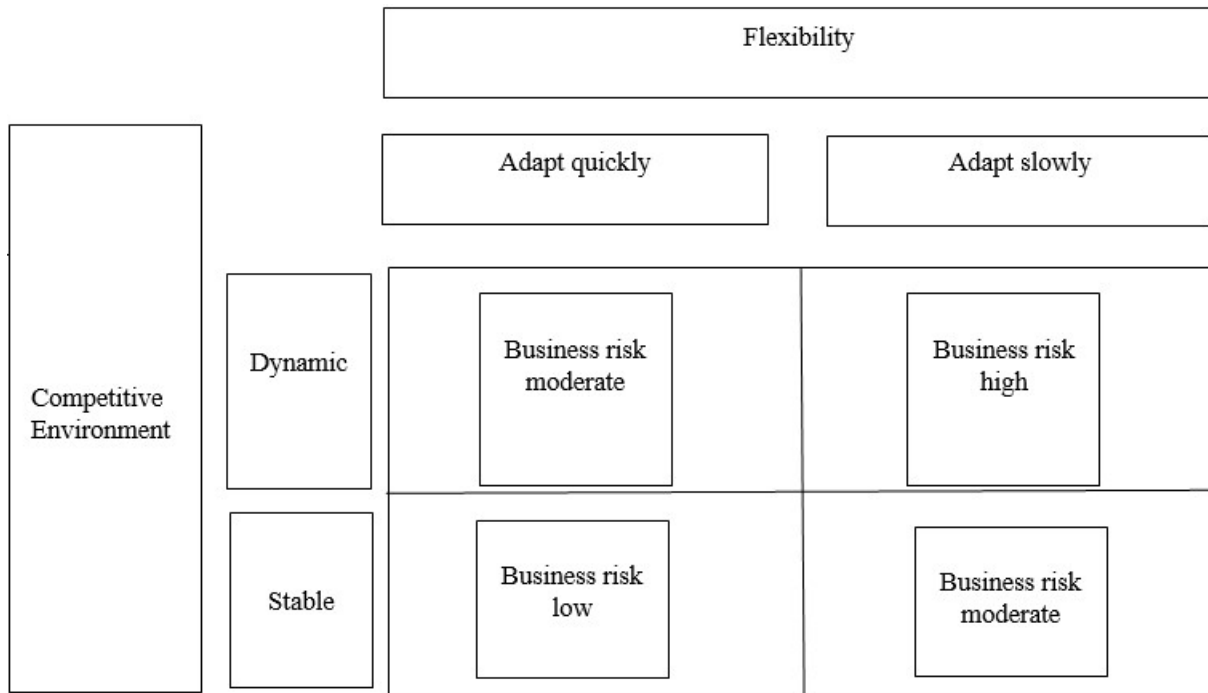 Flexibility
Adapt quickly
Adapt slowly
Competitive
Environment
Dynamic
Business risk
moderate
Business risk
high
Stable
Business risk
low
Business risk
moderate